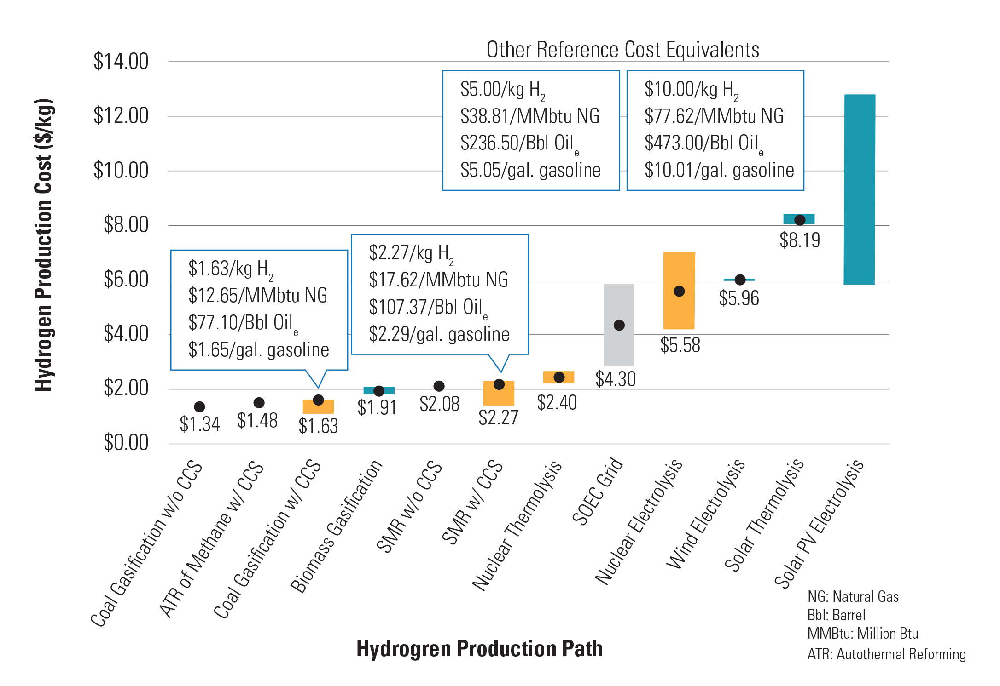 Other Reference Cost Equivalents
$14.00
$12.00
$10.00
$8.00
$6.00
$4.00
$2.00
$0.00
Hydrogen Production Cost ($/kg)
$5.00/kg H2
$38.81/MMbtu NG
$236.50/Bbl Oile
$5.05/gal. gasoline
$10.00/kg H2
$77.62/MMbtu NG
$473.00/Bbl Oile
$10.01/gal. gasoline
$1.63/kg H2
$12.65/MMbtu NG
$77.10/Bbl Oile
$1.65/gal. gasoline
$2.27/kg H2
$17.62/MMbtu NG
$107.37/Bbl Oile
$2.29/gal. gasoline
$1.34
$1.48
$1.63
$1.91
$2.08
$2.27
$2.40
$4.30
$5.58
$5.96
$8.19
Coal Gasification w/o CCS
ATR of Methane w/ CCS
Coal Gasification w/ CCS
Biomass Gasification
SMR w/o CCS
SMR w/ CCS
Nuclear Thermolysis
SOEC Grid
Nuclear Electrolysis
Wind Electrolysis
Solar Thermolysis
Solar PV Electrolysis
Hydrogren Production Path
NG: Natural Gas
Bbl: Barrel
MMBtu: Million Btu
ATR: Autothermal Reforming